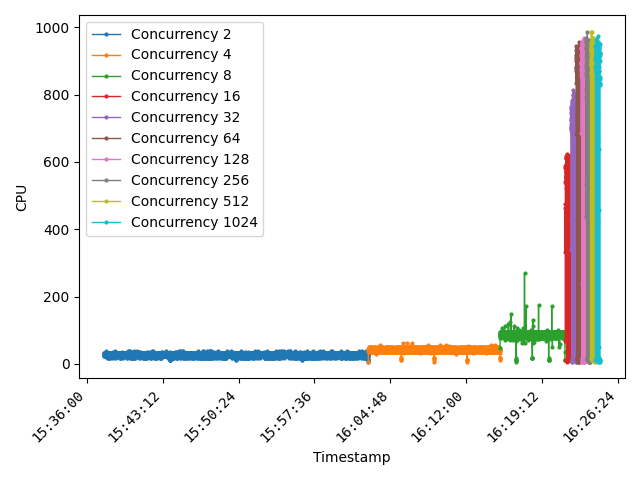 1000
800
600
400
200
0
CPU
Concurrency 2
Concurrency 4
Concurrency 8
Concurrency 16
Concurrency 32
Concurrency 64
Concurrency 128
Concurrency 256
Concurrency 512
Concurrency 1024
15:36:00
15:43:12
15:50:24
15:57:36
16:04:48
16:12:00
16:19:12
16:26:24
Timestamp